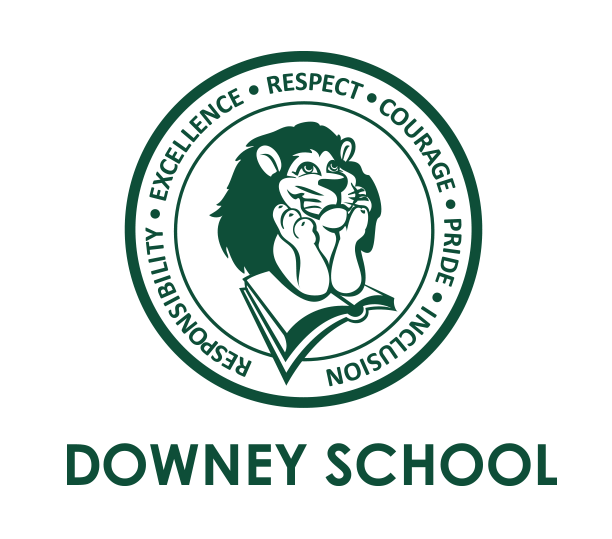 RESPONSIBILITY • EXCELLENCE • RESPECT • COURAGE • PRIDE • INCLUSION
DOWNEY SCHOOL